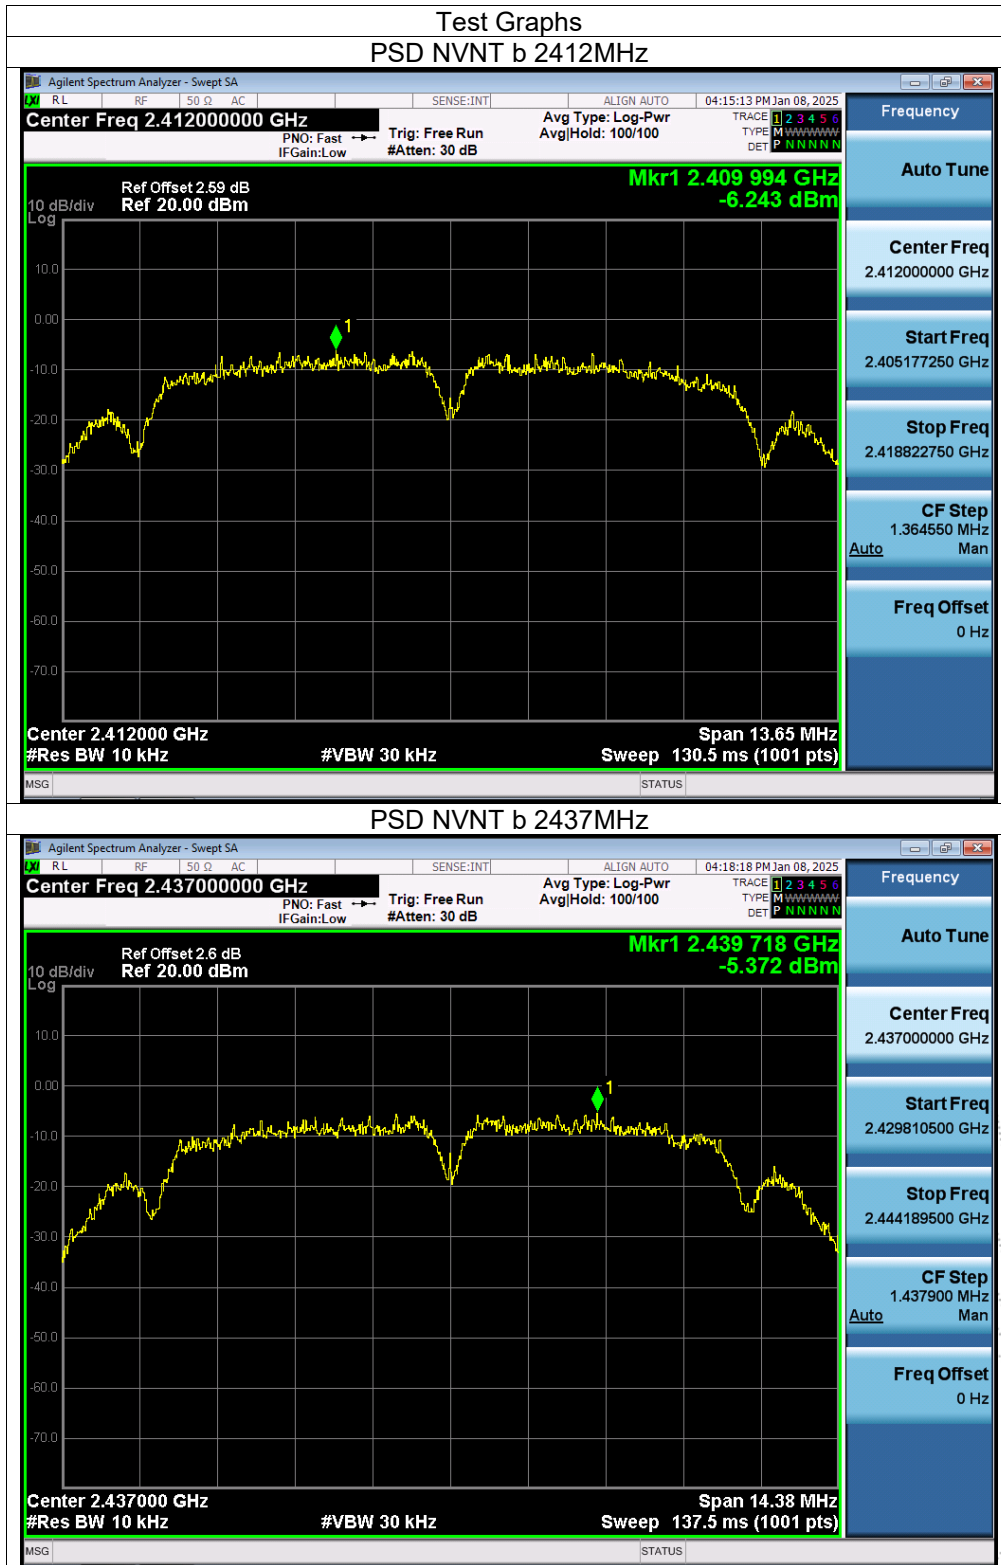 Test Graphs
PSD NVNT b 2412MHz
Agilent Spectrum Analyzer - Swept SA
LXI RL RF 50 Ω AC SENSE:INT ALIGN AUTO 04:15:13 PM Jan 08, 2025
Center Freq 2.412000000 GHz
PNO: Fast
IFGain:Low
Trig: Free Run
#Atten: 30 dB
Avg Type: Log-Pwr
Avg|Hold: 100/100
TRACE 1 2 3 4 5 6
TYPE M WWWWW
DET P N N N N N
Mkr1 2.409 994 GHz
-6.243 dBm
Ref Offset 2.59 dB
10 dB/div Ref 20.00 dBm
Log
10.0
0.00
-10.0
-20.0
-30.0
-40.0
-50.0
-60.0
-70.0
1
Center 2.412000 GHz Span 13.65 MHz
#Res BW 10 kHz #VBW 30 kHz Sweep 130.5 ms (1001 pts)
MSG STATUS
Frequency
Auto Tune
Center Freq
2.412000000 GHz
Start Freq
2.405177250 GHz
Stop Freq
2.418822750 GHz
CF Step
1.364550 MHz
Auto Man
Freq Offset
0 Hz
PSD NVNT b 2437MHz
Agilent Spectrum Analyzer - Swept SA
LXI RL RF 50 Ω AC SENSE:INT ALIGN AUTO 04:18:18 PM Jan 08, 2025
Center Freq 2.437000000 GHz
PNO: Fast
IFGain:Low
Trig: Free Run
#Atten: 30 dB
Avg Type: Log-Pwr
Avg|Hold: 100/100
TRACE 1 2 3 4 5 6
TYPE M WWWWW
DET P N N N N N
Mkr1 2.439 718 GHz
-5.372 dBm
Ref Offset 2.6 dB
10 dB/div Ref 20.00 dBm
Log
10.0
0.00
-10.0
-20.0
-30.0
-40.0
-50.0
-60.0
-70.0
1
Center 2.437000 GHz Span 14.38 MHz
#Res BW 10 kHz #VBW 30 kHz Sweep 137.5 ms (1001 pts)
MSG STATUS
Frequency
Auto Tune
Center Freq
2.437000000 GHz
Start Freq
2.429810500 GHz
Stop Freq
2.444189500 GHz
CF Step
1.437900 MHz
Auto Man
Freq Offset
0 Hz